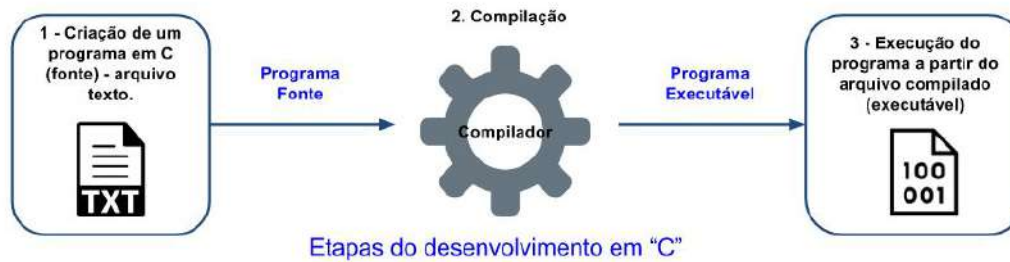 1 - Criação de um
programa em C
(fonte) - arquivo
texto.
TXT
Programa
Fonte
2. Compilação
Compilador
Programa
Executável
3 - Execução do
programa a partir do
arquivo compilado
(executável)
100
001
Etapas do desenvolvimento em “C”